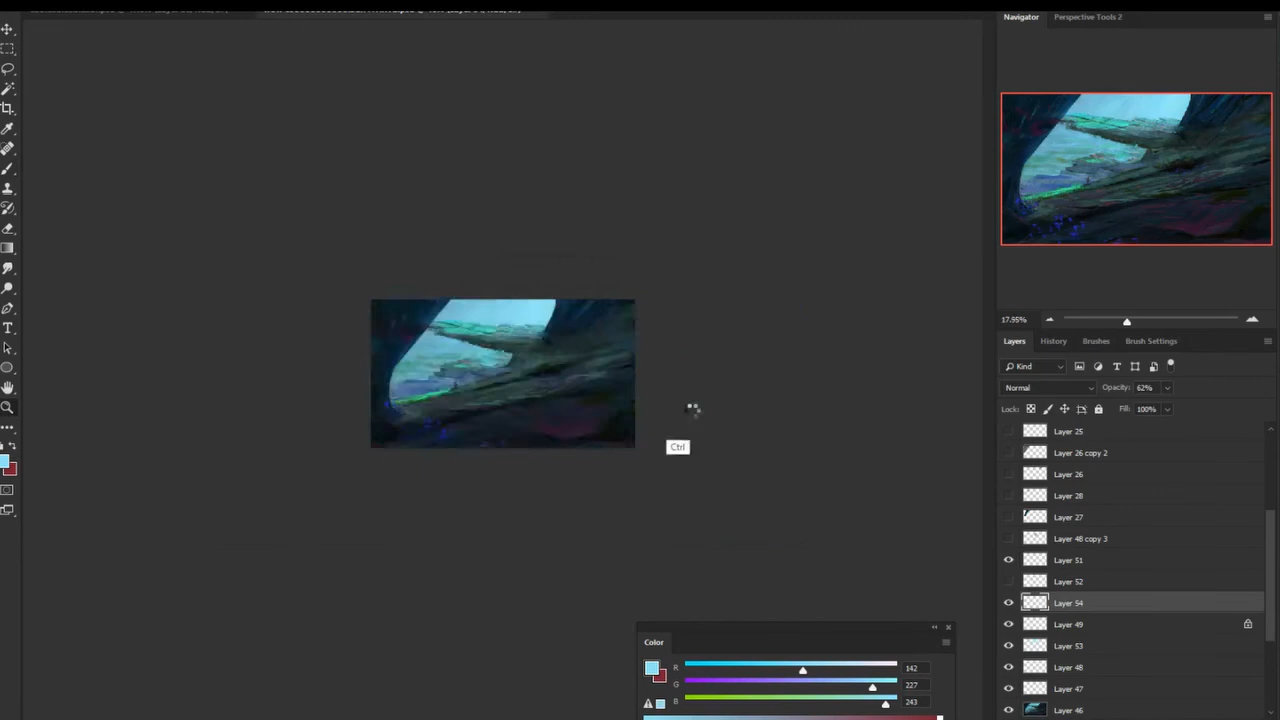 Navigator Perspective Tools 2
17.95%
Layers History Brushes Brush Settings
Kind
Normal Opacity: 62%
Lock: Fill: 100%
Layer 25
Layer 26 copy 2
Layer 26
Layer 28
Layer 27
Layer 48 copy 3
Layer 51
Layer 52
Layer 54
Layer 49
Layer 53
Layer 48
Layer 47
Layer 46
Ctrl
Color
R 142
G 227
B 243